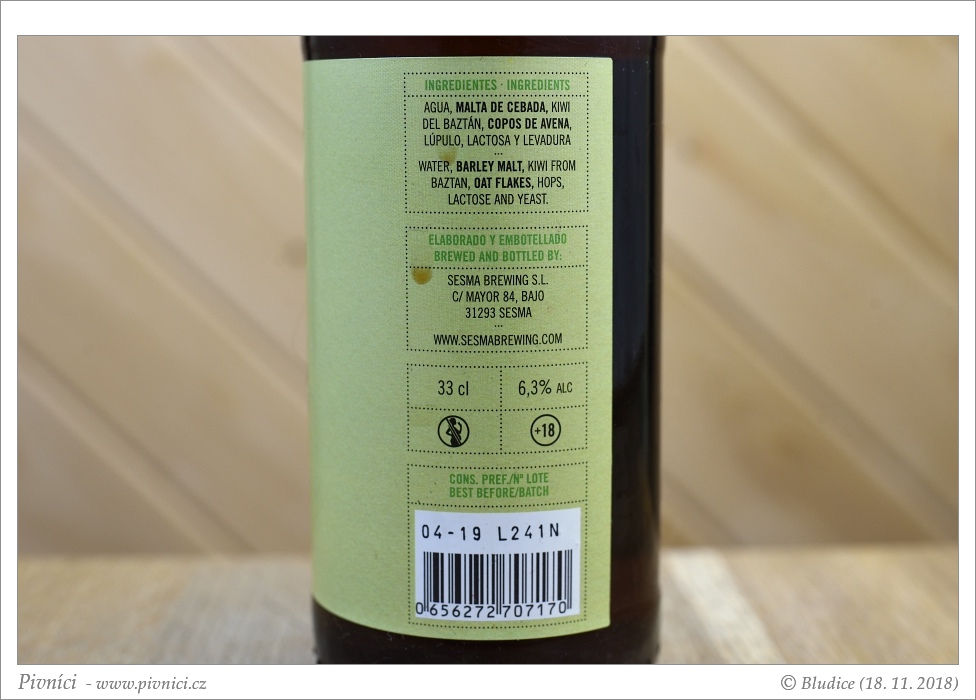 INGREDIENTES · INGREDIENTS
AGUA, MALTA DE CEBADA, KIWI
DEL BAZTÁN, COPOS DE AVENA,
LÚPULO, LACTOSA Y LEVADURA
...
WATER, BARLEY MALT, KIWI FROM
BAZTAN, OAT FLAKES, HOPS,
LACTOSE AND YEAST.
ELABORADO Y EMBOTELLADO
BREWED AND BOTTLED BY:
SESMA BREWING S.L.
C/ MAYOR 84, BAJO
31293 SESMA
...
WWW.SESMABREWING.COM
33 cl 6,3% ALC
+18
CONS. PREF./Nº LOTE
BEST BEFORE/BATCH
04-19 L241N
0 656272 707170
Pivníci - www.pivnici.cz © Bludice (18. 11. 2018)